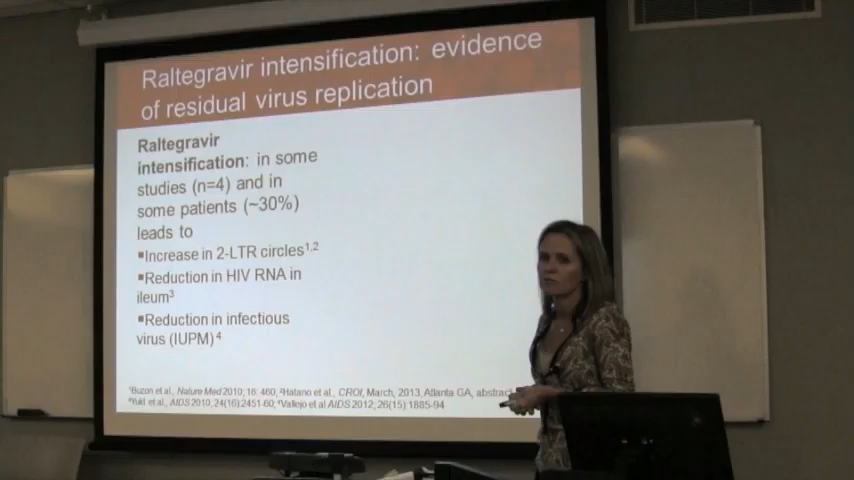 Raltegravir intensification: evidence
of residual virus replication
Raltegravir
intensification: in some
studies (n=4) and in
some patients (~30%)
leads to
▪Increase in 2-LTR circles1,2
▪Reduction in HIV RNA in
ileum3
▪Reduction in infectious
virus (IUPM) 4
1Buzon et al., Nature Med 2010; 16: 460; 2Hatano et al., CROI, March, 2013, Atlanta GA, abstract
3Yukl et al., AIDS 2010; 24(16):2451-60; 4Vallejo et al AIDS 2012; 26(15):1885-94